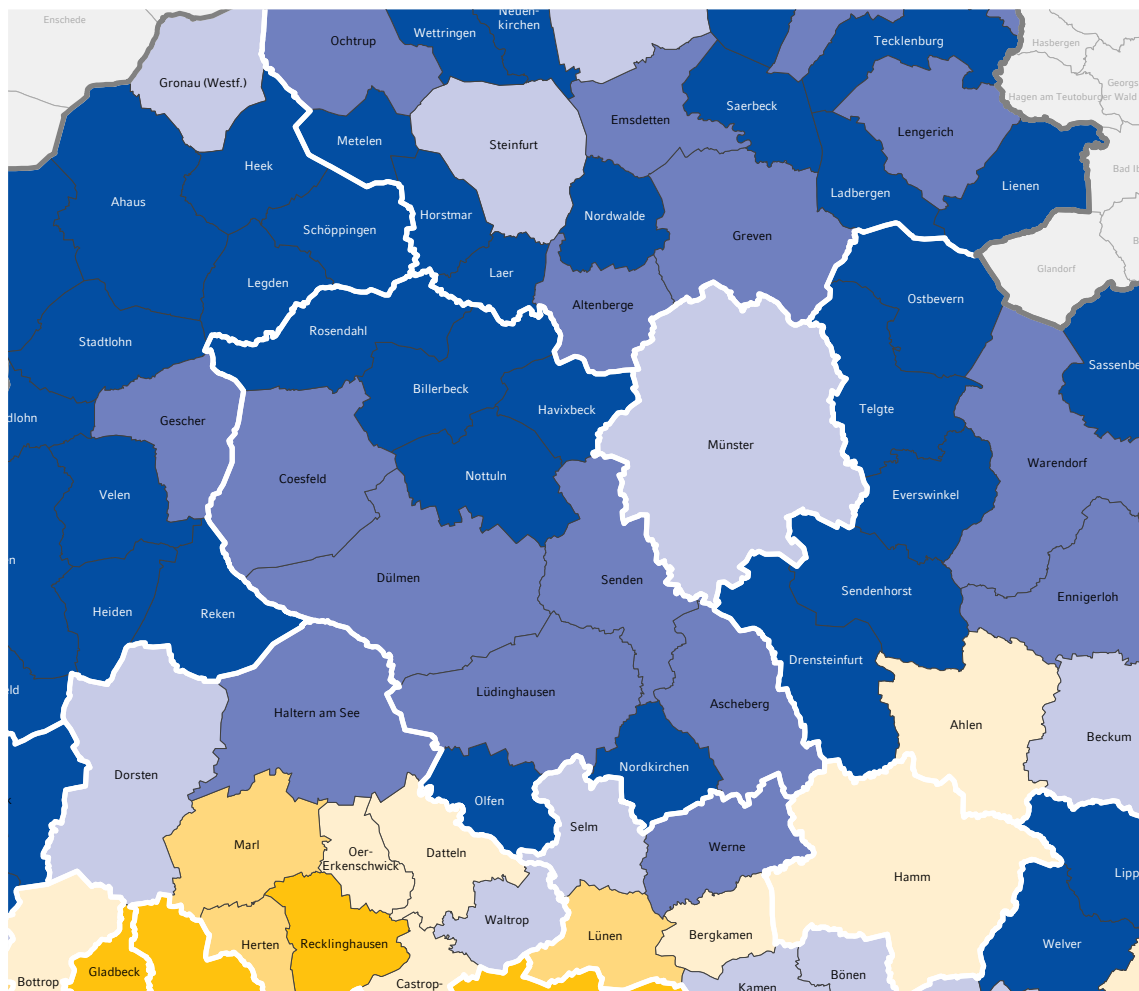 Enschede
Neuen-
kirchen
Wettringen
Ochtrup
Tecklenburg
Hasbergen
Gronau (Westf.)
Georgs
Hagen am Teutoburger Wald
Saerbeck
Emsdetten
Lengerich
Metelen
Steinfurt
Heek
Bad Ib
Ahaus
Lienen
Ladbergen
Horstmar
Nordwalde
Schöppingen
Greven
B
Glandorf
Laer
Legden
Ostbevern
Altenberge
Rosendahl
Stadtlohn
Sassenbe
Billerbeck
Havixbeck
Telgte
dlohn
Gescher
Münster
Warendorf
Nottuln
Coesfeld
Velen
Everswinkel
n
Dülmen
Senden
Sendenhorst
Ennigerloh
Heiden
Reken
Drensteinfurt
eld
Lüdinghausen
Ascheberg
Haltern am See
Ahlen
Beckum
Nordkirchen
Dorsten
Olfen
Selm
Marl
Werne
Oer-
Erkenschwick
Datteln
Hamm
Lipp
Waltrop
Lünen
Bergkamen
Herten
Recklinghausen
Welver
Gladbeck
Bönen
Bottrop
Castrop-
Kamen